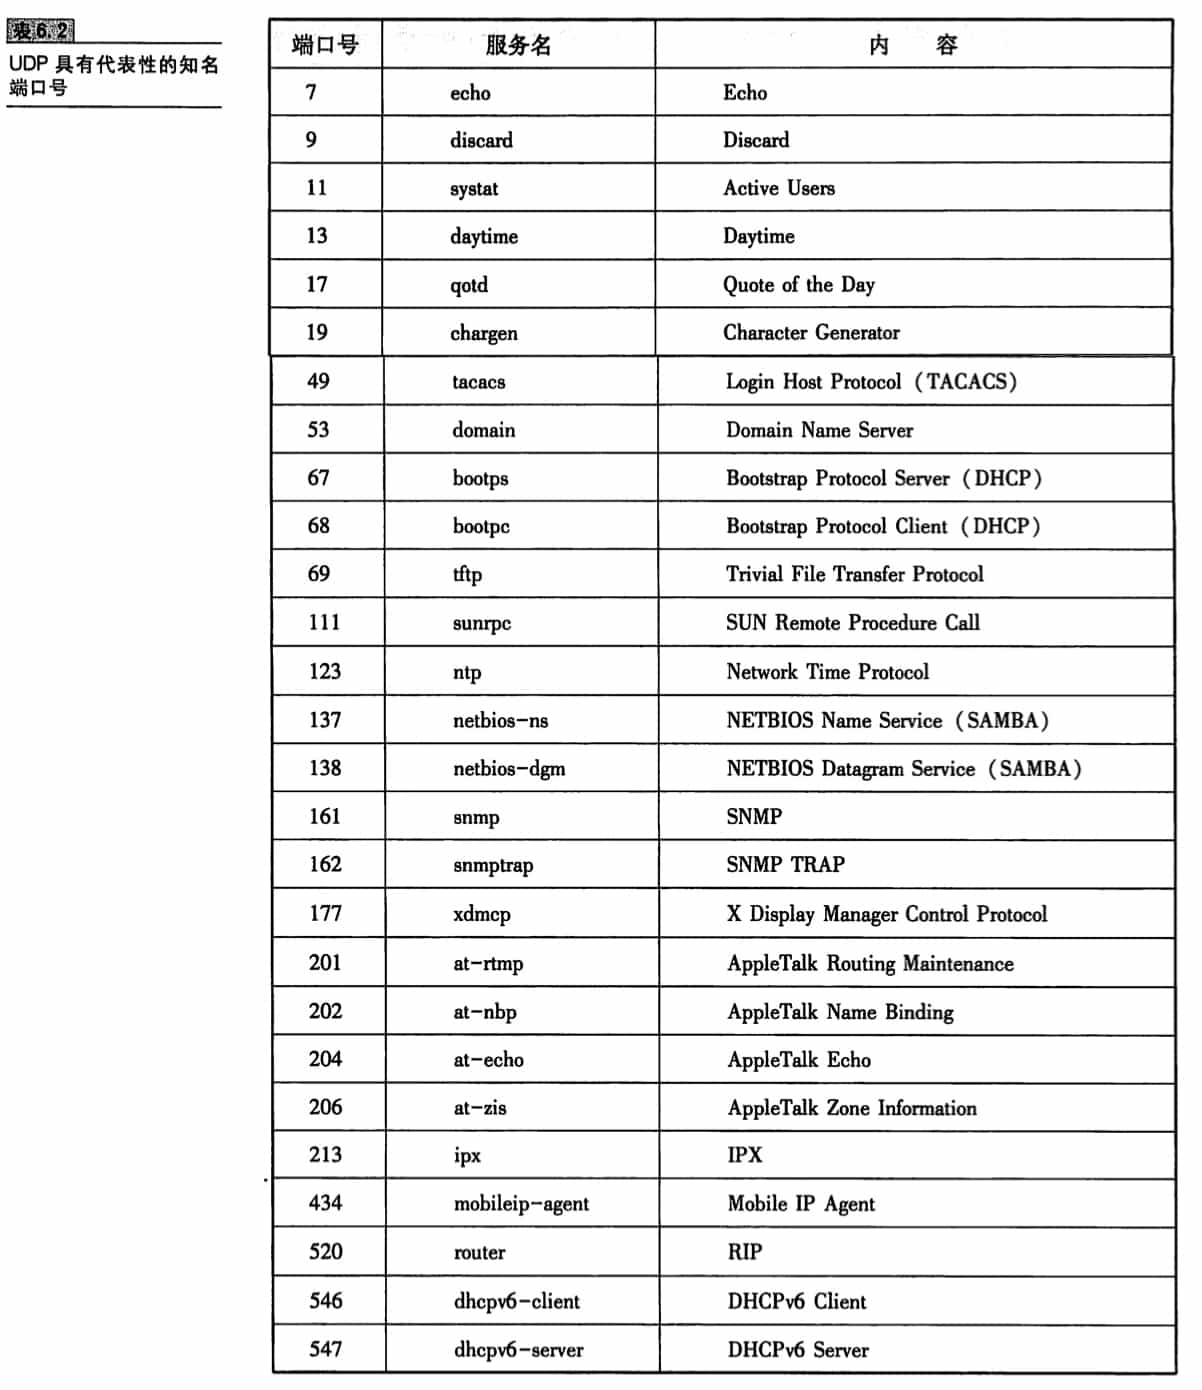 表6.2
UDP 具有代表性的知名
端口号
端口号 服务名 内 容
7 echo Echo
9 discard Discard
11 systat Active Users
13 daytime Daytime
17 qotd Quote of the Day
19 chargen Character Generator
49 tacacs Login Host Protocol (TACACS)
53 domain Domain Name Server
67 bootps Bootstrap Protocol Server (DHCP)
68 bootpc Bootstrap Protocol Client (DHCP)
69 tftp Trivial File Transfer Protocol
111 sunrpc SUN Remote Procedure Call
123 ntp Network Time Protocol
137 netbios-ns NETBIOS Name Service (SAMBA)
138 netbios-dgm NETBIOS Datagram Service (SAMBA)
161 snmp SNMP
162 snmptrap SNMP TRAP
177 xdmcp X Display Manager Control Protocol
201 at-rtmp AppleTalk Routing Maintenance
202 at-nbp AppleTalk Name Binding
204 at-echo AppleTalk Echo
206 at-zis AppleTalk Zone Information
213 ipx IPX
434 mobileip-agent Mobile IP Agent
520 router RIP
546 dhcpv6-client DHCPv6 Client
547 dhcpv6-server DHCPv6 Server